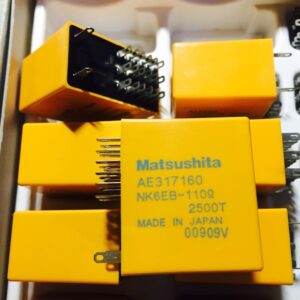 Matsushita
AE317160
NK6EB-110Ω
2500T
MADE IN JAPAN
00909V